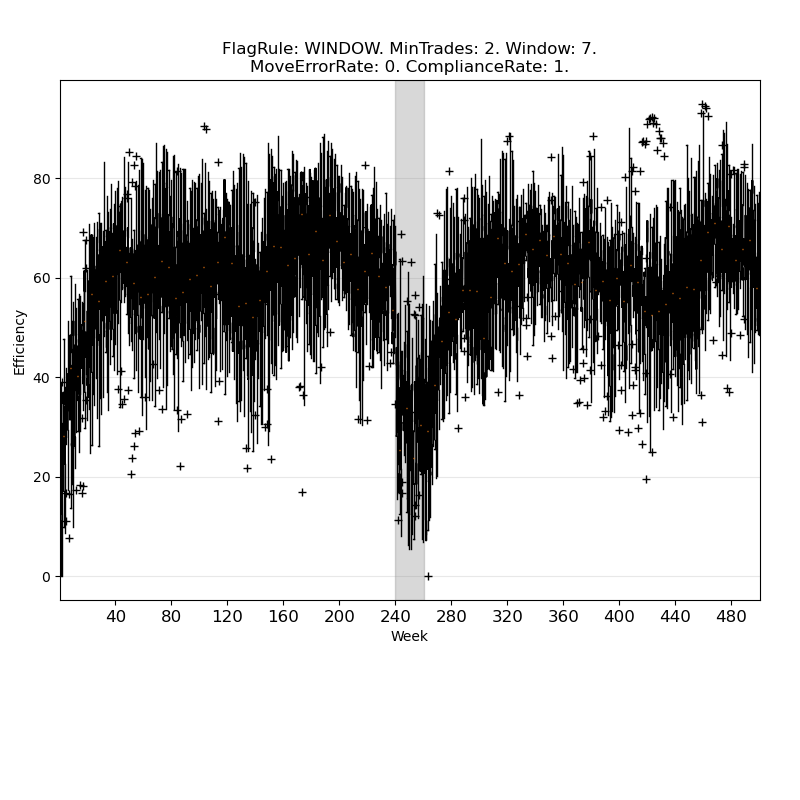 FlagRule: WINDOW. MinTrades: 2. Window: 7.
MoveErrorRate: 0. ComplianceRate: 1.
80
60
40
20
0
Efficiency
40 80 120 160 200 240 280 320 360 400 440 480
Week